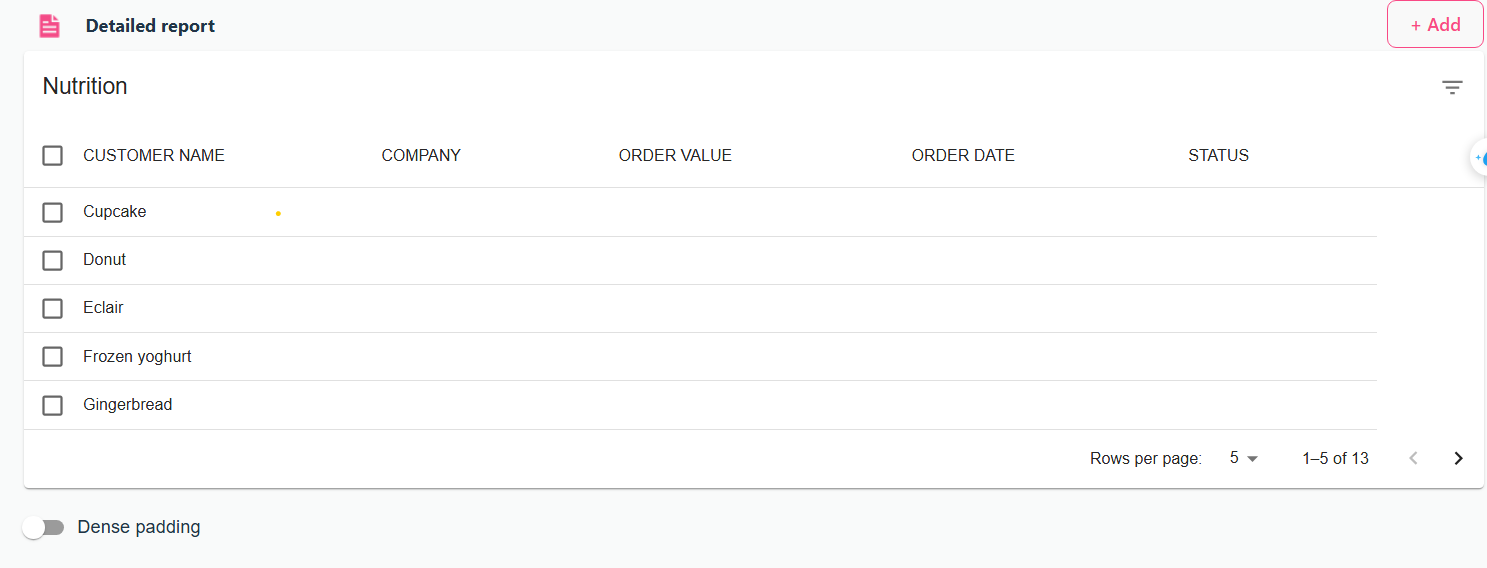 Detailed report
+ Add
Nutrition
CUSTOMER NAME COMPANY ORDER VALUE ORDER DATE STATUS
Cupcake
Donut
Eclair
Frozen yoghurt
Gingerbread
Rows per page: 5 1–5 of 13
Dense padding